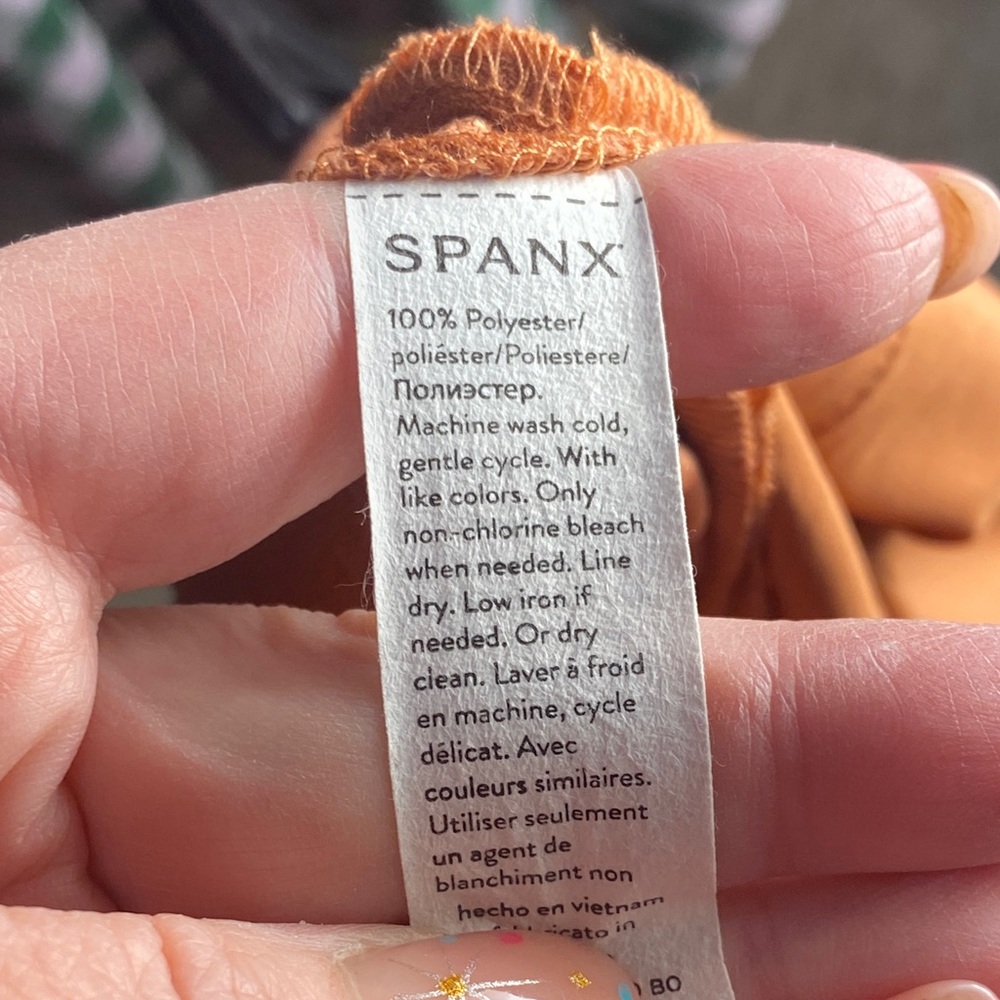 SPANX
100% Polyester/
poliéster/Poliestere/
Полиэстер.
Machine wash cold,
gentle cycle. With
like colors. Only
non-chlorine bleach
when needed. Line
dry. Low iron if
needed. Or dry
clean. Laver à froid
en machine, cycle
délicat. Avec
couleurs similaires.
Utiliser seulement
un agent de
blanchiment non
hecho en vietnam
in
BO